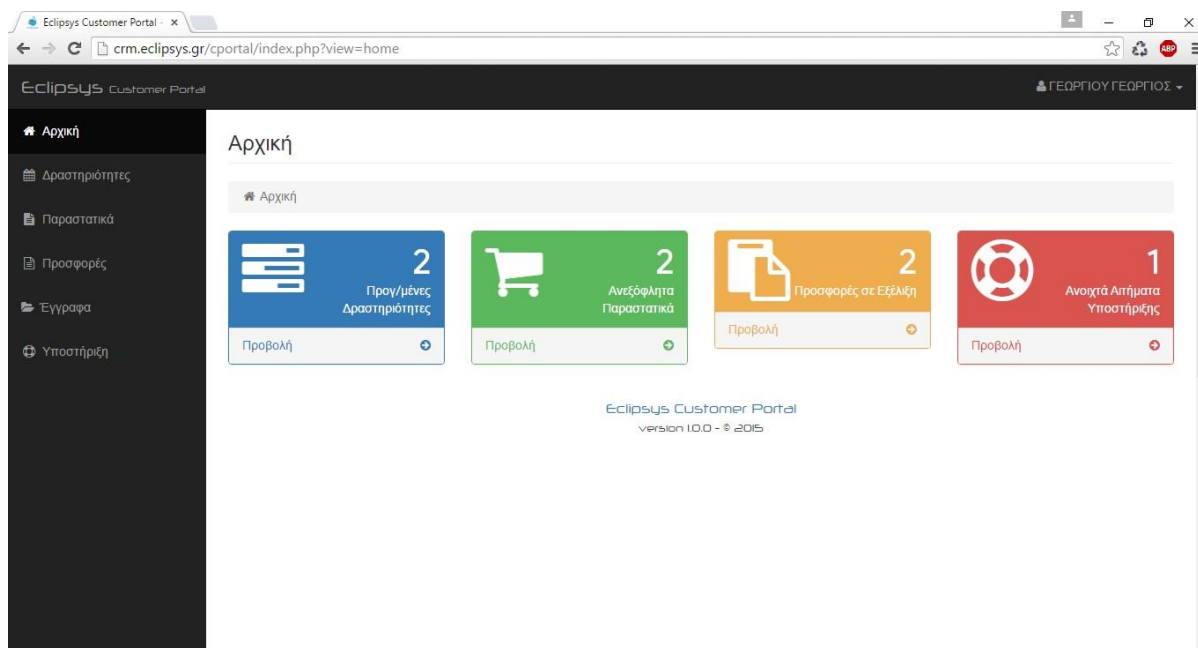 Eclipsys Customer Portal -
crm.eclipsys.gr/cportal/index.php?view=home
ABP
Eclipsys Customer Portal
ΓΕΩΡΓΙΟΥ ΓΕΩΡΓΙΟΣ
Αρχική
Δραστηριότητες
Παραστατικά
Προσφορές
Έγγραφα
Υποστήριξη
Αρχική
Αρχική
2
Προγ/μένες
Δραστηριότητες
Προβολή
2
Ανεξόφλητα
Παραστατικά
Προβολή
2
Προσφορές σε Εξέλιξη
Προβολή
1
Ανοιχτά Αιτήματα
Υποστήριξης
Προβολή
Eclipsys Customer Portal
version 1.0.0 - © 2015